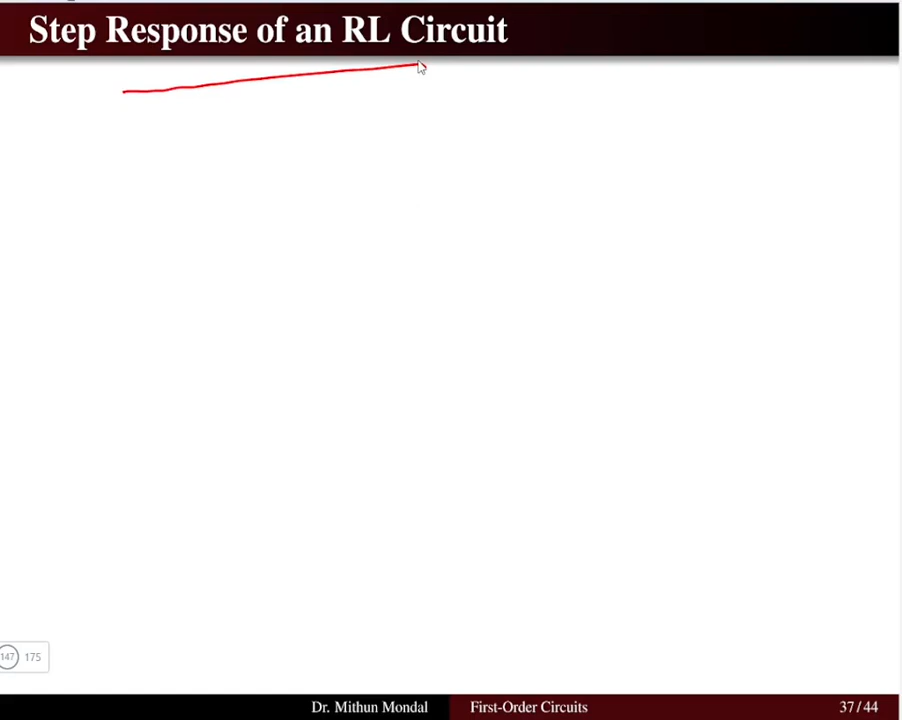 Step Response of an RL Circuit
147 175
Dr. Mithun Mondal First-Order Circuits 37 / 44